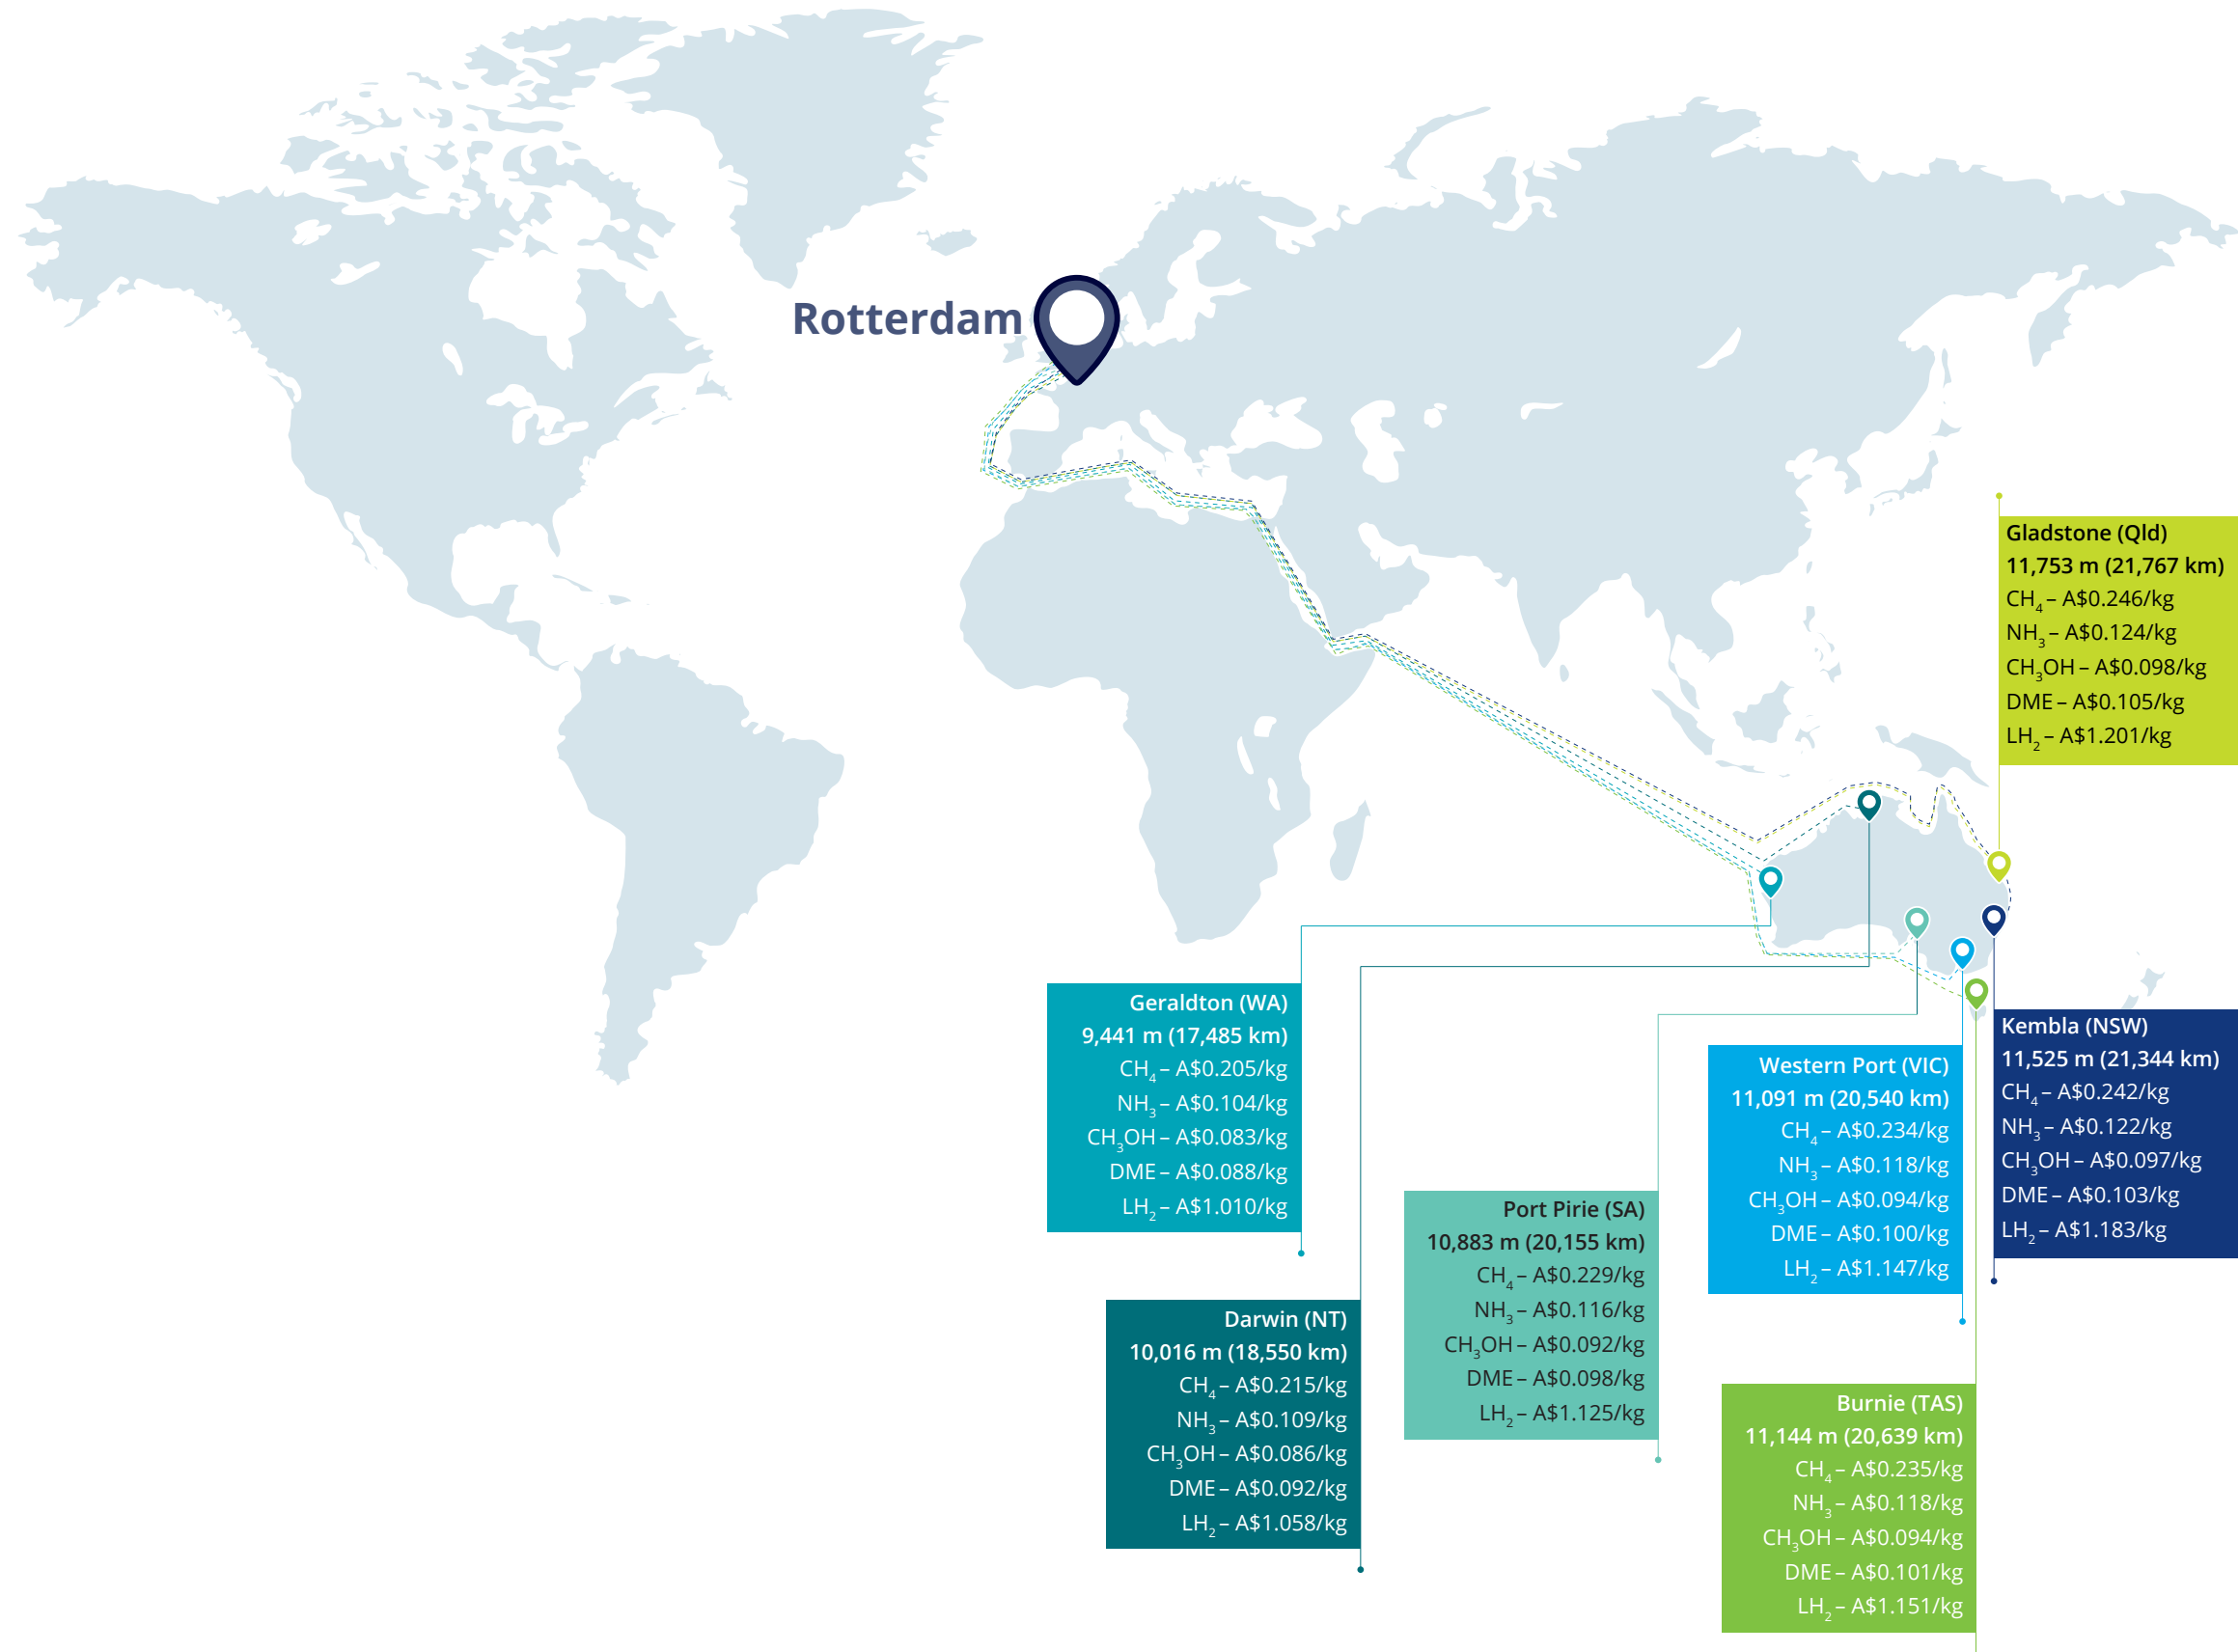 Rotterdam
Gladstone (Qld)
11,753 m (21,767 km)
CH₄ – A$0.246/kg
NH₃ – A$0.124/kg
CH₃OH – A$0.098/kg
DME – A$0.105/kg
LH₂ – A$1.201/kg
Geraldton (WA)
9,441 m (17,485 km)
CH₄ – A$0.205/kg
NH₃ – A$0.104/kg
CH₃OH – A$0.083/kg
DME – A$0.088/kg
LH₂ – A$1.010/kg
Darwin (NT)
10,016 m (18,550 km)
CH₄ – A$0.215/kg
NH₃ – A$0.109/kg
CH₃OH – A$0.086/kg
DME – A$0.092/kg
LH₂ – A$1.058/kg
Port Pirie (SA)
10,883 m (20,155 km)
CH₄ – A$0.229/kg
NH₃ – A$0.116/kg
CH₃OH – A$0.092/kg
DME – A$0.098/kg
LH₂ – A$1.125/kg
Western Port (VIC)
11,091 m (20,540 km)
CH₄ – A$0.234/kg
NH₃ – A$0.118/kg
CH₃OH – A$0.094/kg
DME – A$0.100/kg
LH₂ – A$1.147/kg
Kembla (NSW)
11,525 m (21,344 km)
CH₄ – A$0.242/kg
NH₃ – A$0.122/kg
CH₃OH – A$0.097/kg
DME – A$0.103/kg
LH₂ – A$1.183/kg
Burnie (TAS)
11,144 m (20,639 km)
CH₄ – A$0.235/kg
NH₃ – A$0.118/kg
CH₃OH – A$0.094/kg
DME – A$0.101/kg
LH₂ – A$1.151/kg